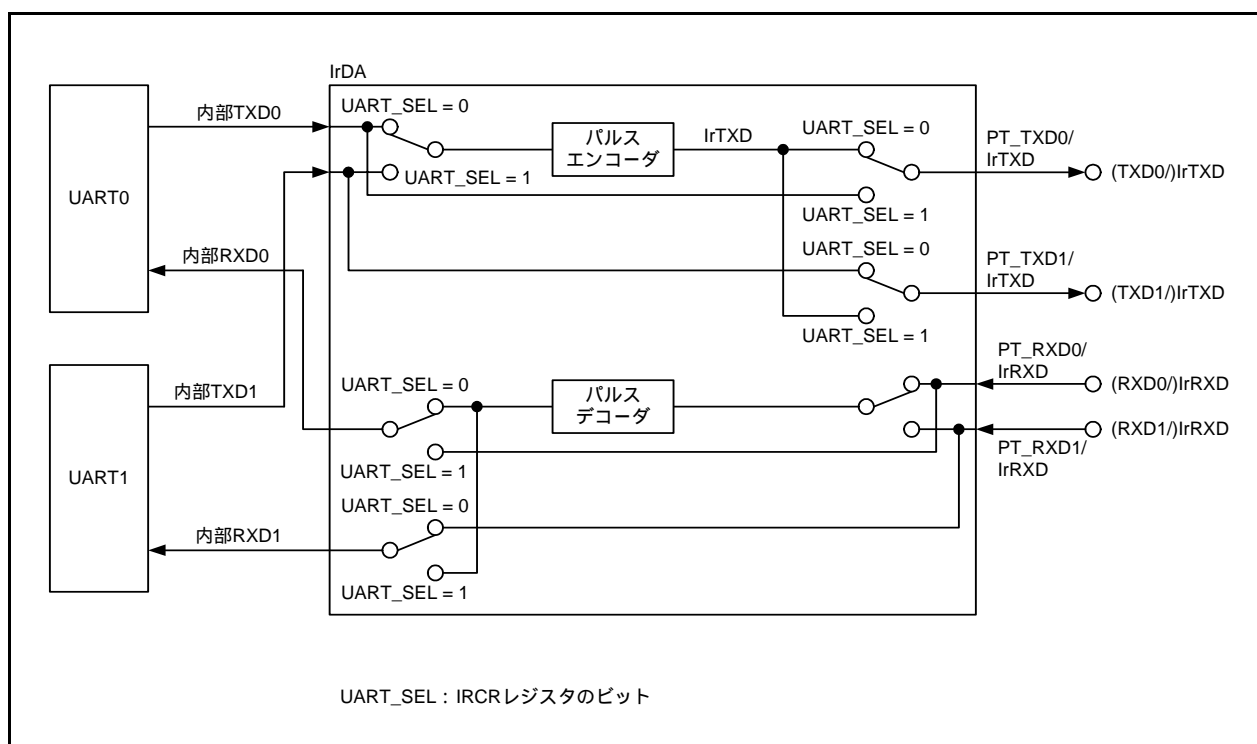 IrDA
UART0
内部TXD0
UART_SEL = 0
UART_SEL = 1
パルス
エンコーダ
IrTXD
UART_SEL = 0
UART_SEL = 1
PT_TXD0/
IrTXD
(TXD0/)IrTXD
内部RXD0
UART_SEL = 0
UART_SEL = 1
PT_TXD1/
IrTXD
(TXD1/)IrTXD
UART1
内部TXD1
UART_SEL = 0
UART_SEL = 1
パルス
デコーダ
PT_RXD0/
IrRXD
(RXD0/)IrRXD
(RXD1/)IrRXD
PT_RXD1/
IrRXD
内部RXD1
UART_SEL = 0
UART_SEL = 1
UART_SEL : IRCRレジスタのビット